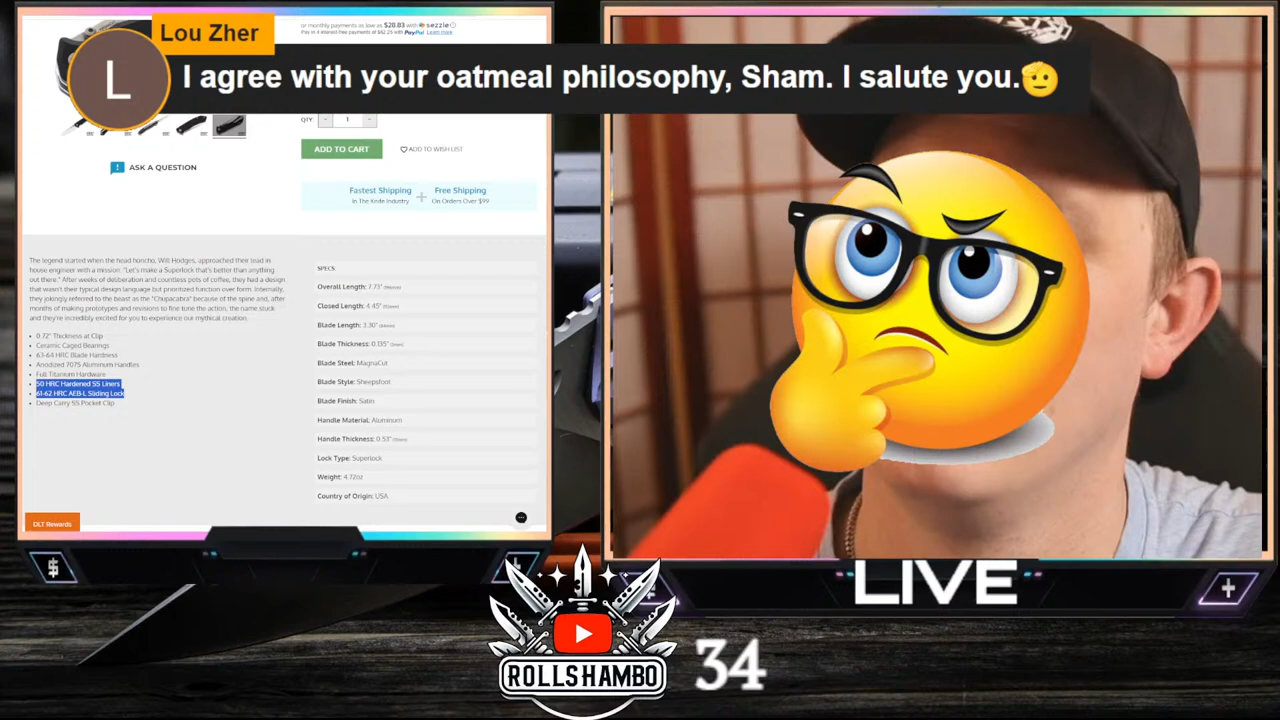 Lou Zher
L
I agree with your oatmeal philosophy, Sham. I salute you.🫡
or monthly payments as low as $28.83 with sezzle
Pay in 4 interest-free payments of $62.25 with PayPal Learn more
QTY
- 1 +
ADD TO CART
ADD TO WISH LIST
ASK A QUESTION
Fastest Shipping + Free Shipping
In The Knife Industry On Orders Over $99
The legend started when the head honcho, Will Hodges, approached their lead in
house engineer with a mission: "Let's make a Superlock that's better than anything
out there." After weeks of deliberation and countless pots of coffee, they had a design
that wasn't their typical design language but prioritized function over form. Internally,
they jokingly referred to the beast as the "Chupacabra" because of the spine and, after
months of making prototypes and revisions to fine tune the action, the name stuck
and they're incredibly excited for you to experience our mythical creation.
• 0.72" Thickness at Clip
• Ceramic Caged Bearings
• 63-64 HRC Blade Hardness
• Anodized 7075 Aluminum Handles
• Full Titanium Hardware
• 50 HRC Hardened SS Liners
• 61-62 HRC AEB-L Sliding Lock
• Deep Carry SS Pocket Clip
SPECS:
Overall Length: 7.73"
Closed Length: 4.45"
Blade Length: 3.30"
Blade Thickness: 0.135"
Blade Steel: MagnaCut
Blade Style: Sheepsfoot
Blade Finish: Satin
Handle Material: Aluminum
Handle Thickness: 0.53"
Lock Type: Superlock
Weight: 4.72oz
Country of Origin: USA
DLT Rewards
$
LIVE
ROLLSHAMBO
34